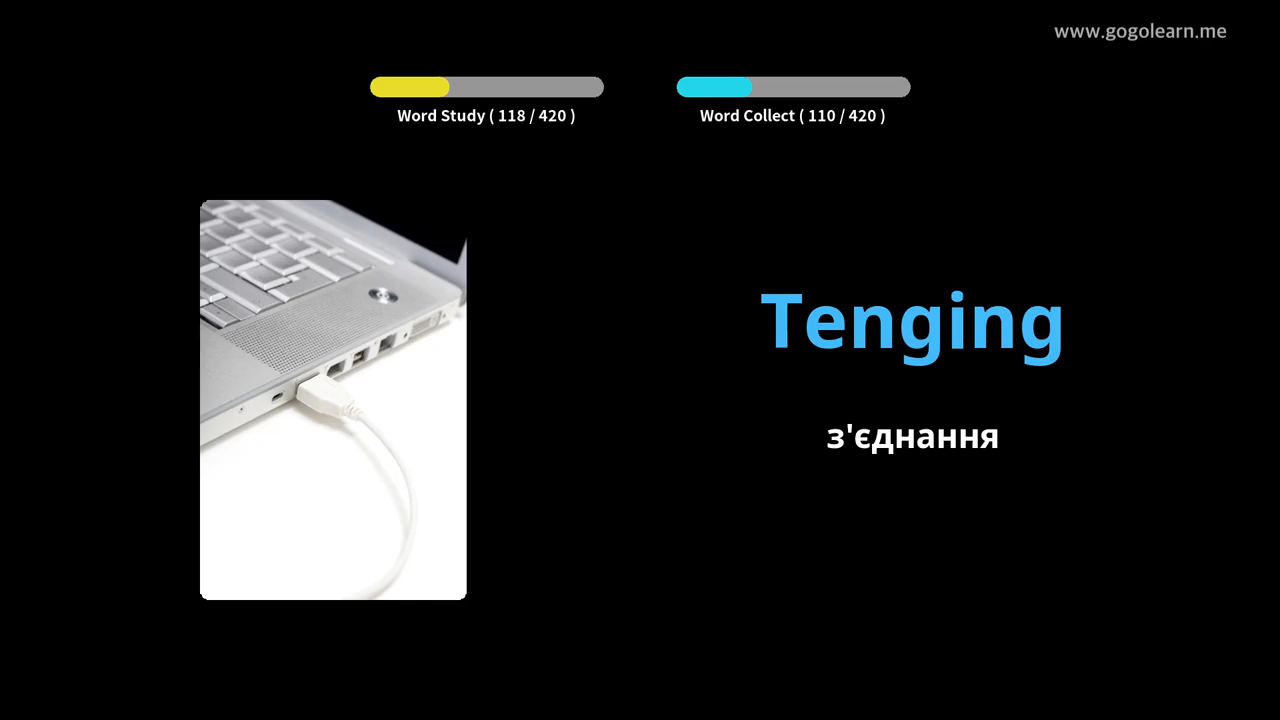 www.gogolearn.me
Word Study ( 118 / 420 )
Word Collect ( 110 / 420 )
Tenging
з'єднання